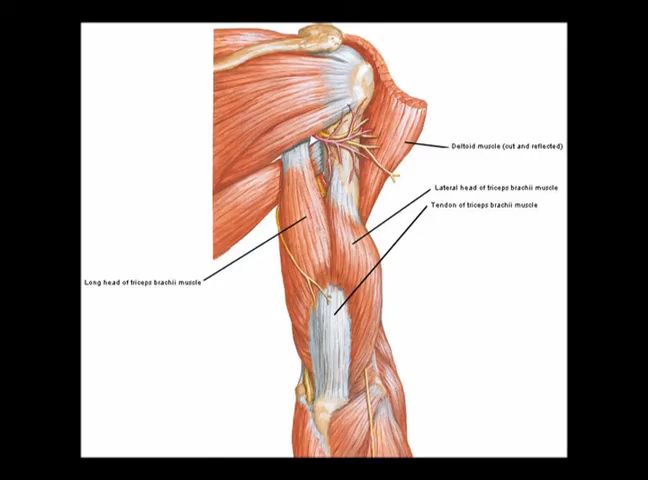 Deltoid muscle (cut and reflected)
Lateral head of triceps brachii muscle
Tendon of triceps brachii muscle
Long head of triceps brachii muscle